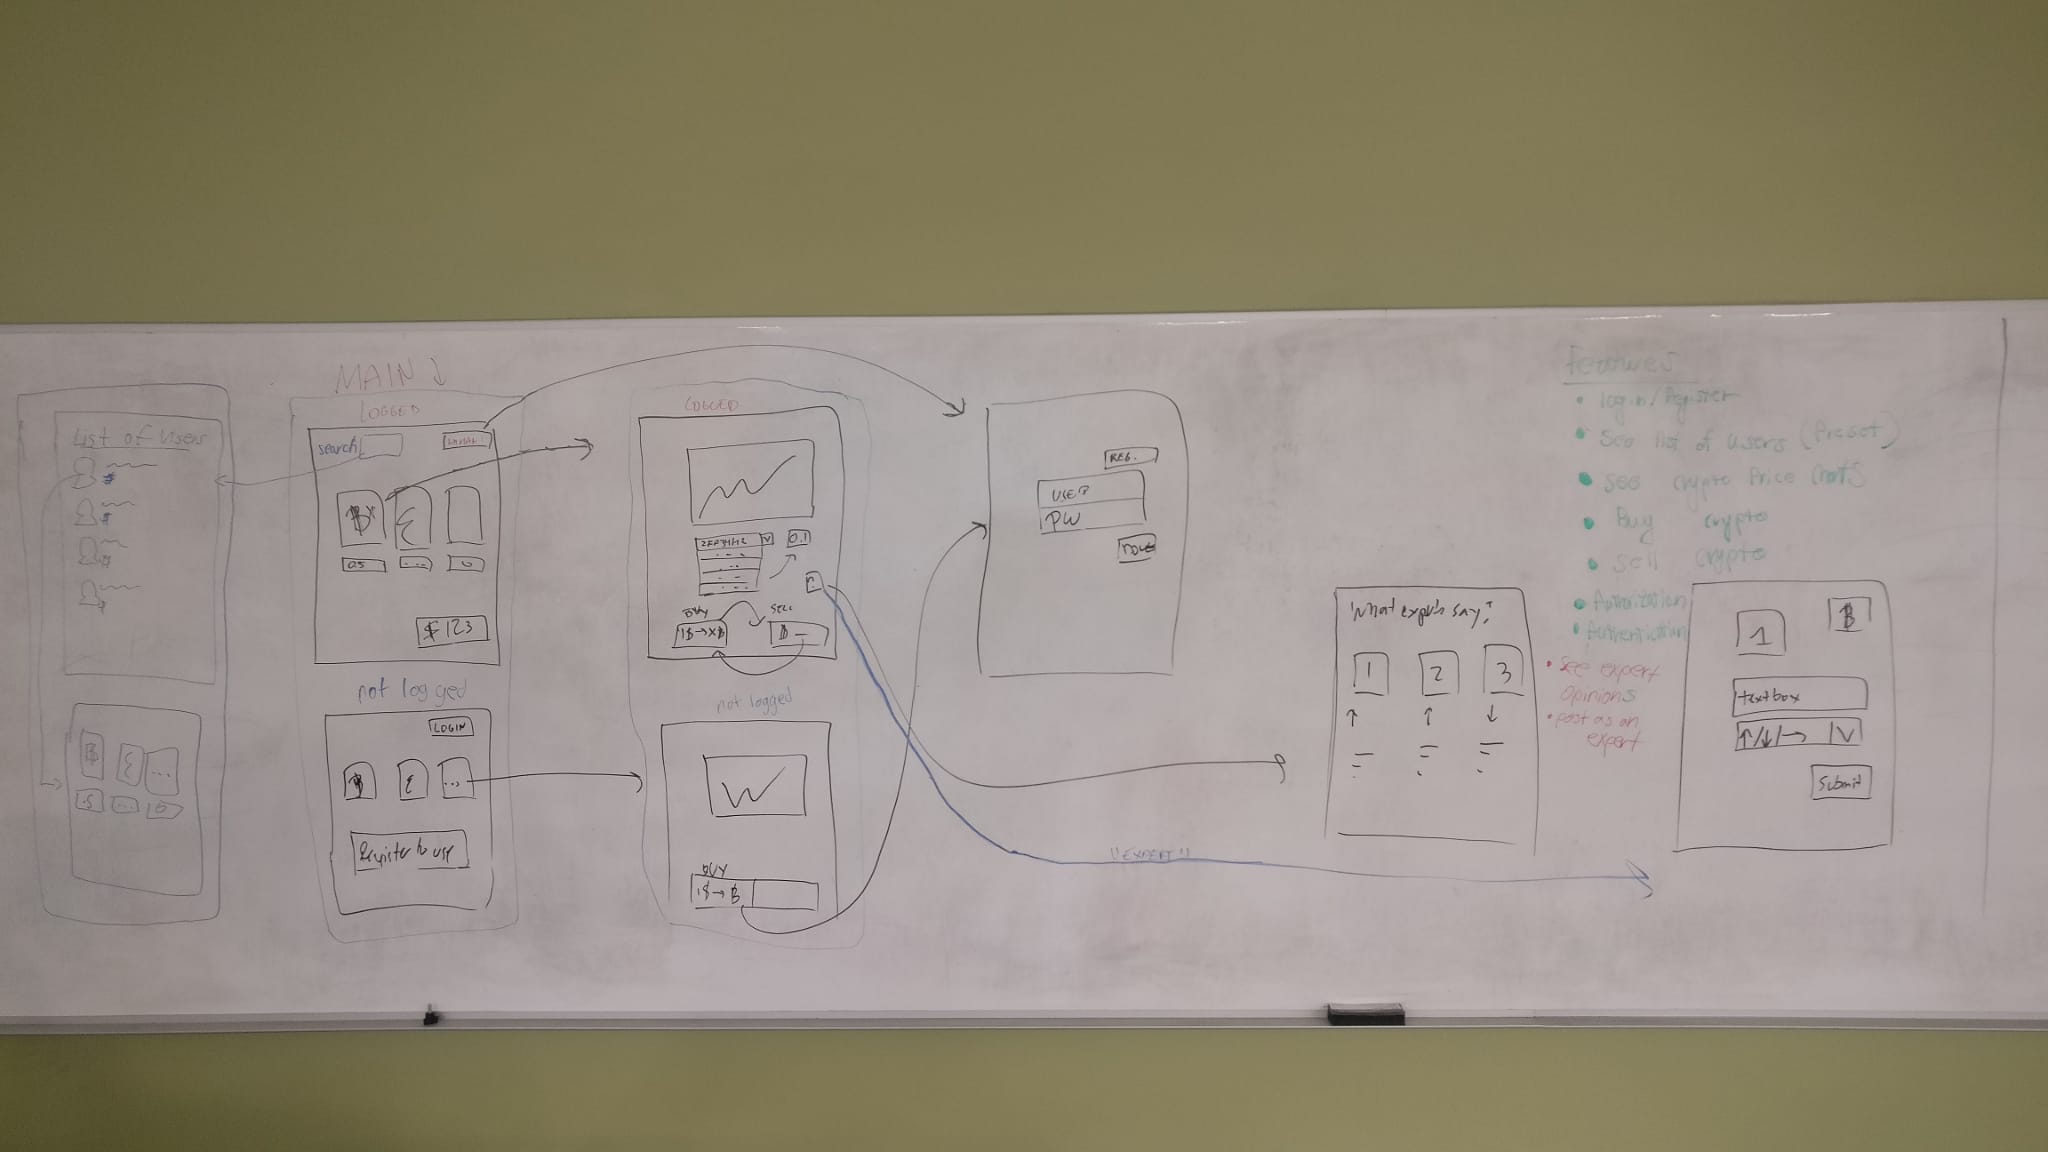 List of Users
$
$
$
$
.5
...
0
MAIN ↓
LOGGED
search
0.5
...
0
$ 123
not logged
LOGIN
...
Register to use
LOGGED
0.1
BUY
SELL
1$→x฿
฿ _
not logged
BUY
1$→฿
REG.
USER
PW
"EXPERT"
What experts say?
1
2
3
↑
↑
↓
Features
• login/Register
• See list of users (Preset)
• See crypto Price charts
• Buy crypto
• Sell crypto
• Authorization
• Authentication
• See expert
opinions
• post as an
expert
1
฿
textbox
↑/↓/→ | V
Submit